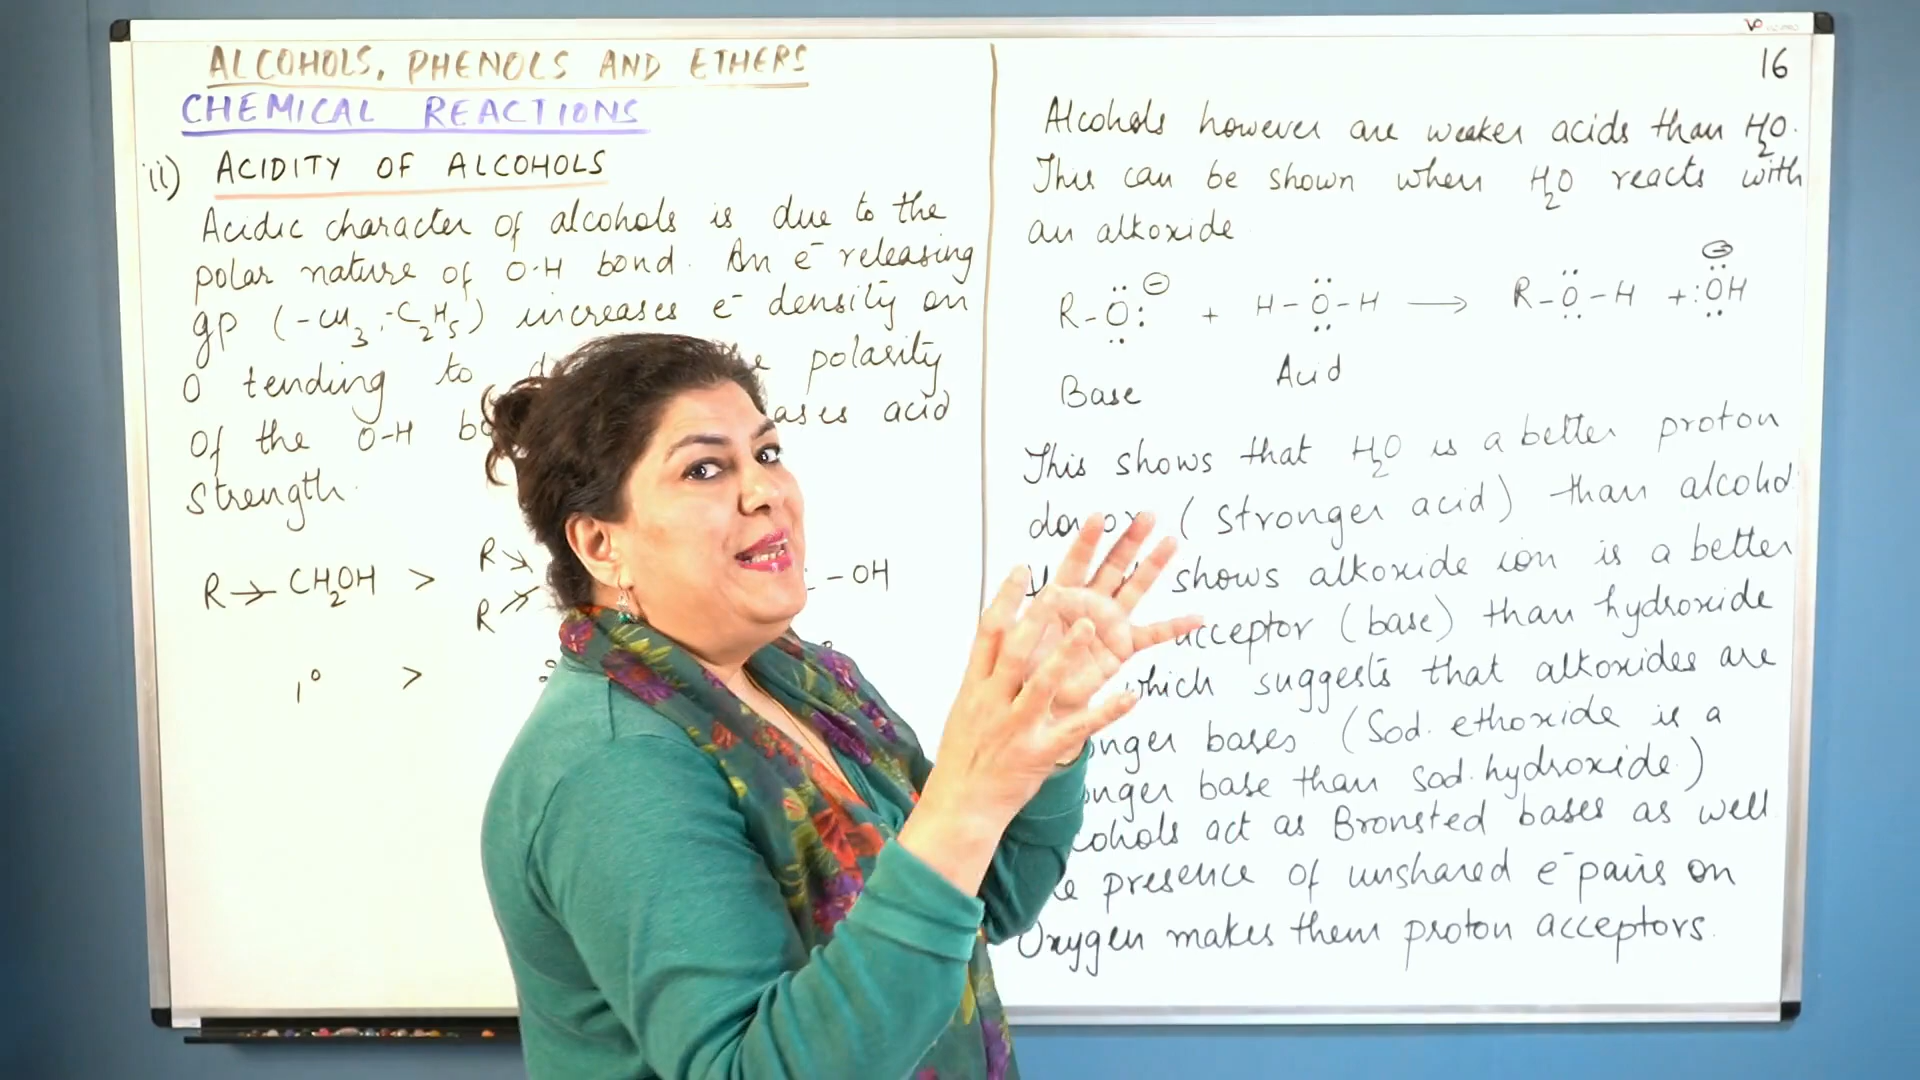 ALCOHOLS, PHENOLS AND ETHERS
CHEMICAL REACTIONS
ii) ACIDITY OF ALCOHOLS
Acidic character of alcohols is due to the
polar nature of O-H bond. An e⁻ releasing
gp (-CH₃, -C₂H₅) increases e⁻ density on
O tending to polarity
of the O-H acid
strength.
R→CH₂OH > R R -OH
1° >
16
Alcohols however are weaker acids than H₂O.
This can be shown when H₂O reacts with
an alkoxide
R-Ö:⊖ + H-Ö-H ⟶ R-Ö-H + :ÖH ⊖
Base Acid
This shows that H₂O is a better proton
donor (stronger acid) than alcohol.
shows alkoxide ion is a better
acceptor (base) than hydroxide
which suggests that alkoxides are
bases (Sod. ethoxide is a
base than sod. hydroxide.)
act as Bronsted bases as well
presence of unshared e⁻ pairs on
Oxygen makes them proton acceptors.